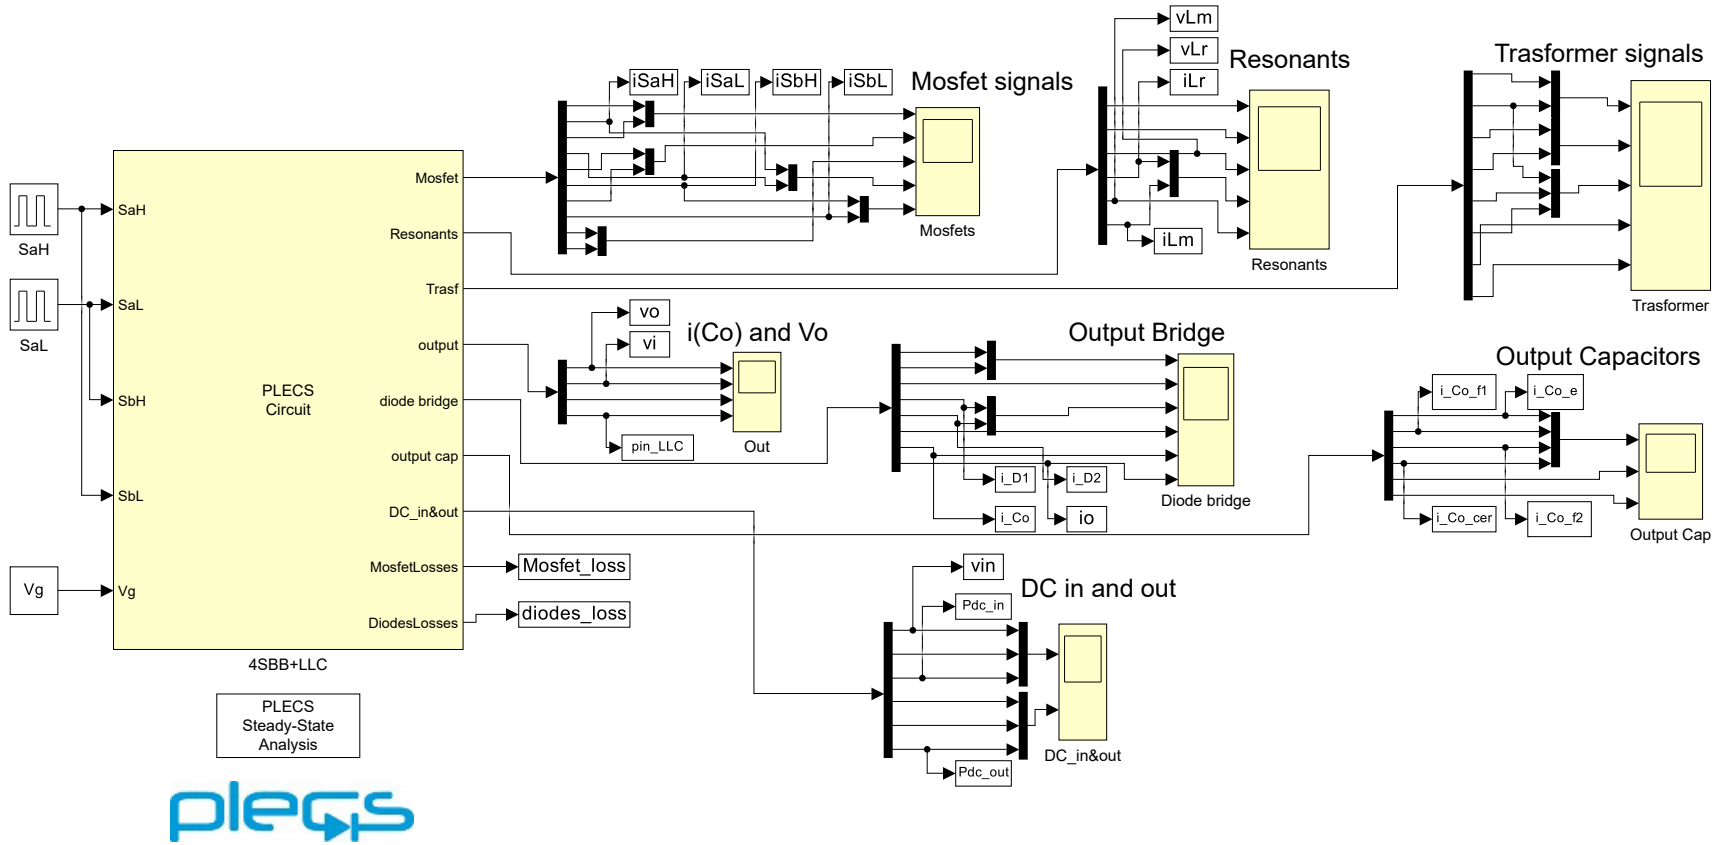 vLm
vLr
iLr
Resonants
Trasformer signals
iSaH
iSaL
iSbH
iSbL
Mosfet signals
Mosfets
iLm
Resonants
Trasformer
SaH
SaL
SaH
SaL
SbH
SbL
Vg
Vg
PLECS
Circuit
Mosfet
Resonants
Trasf
output
diode bridge
output cap
DC_in&out
MosfetLosses
DiodesLosses
4SBB+LLC
vo
vi
i(Co) and Vo
pin_LLC
Out
Output Bridge
i_D1
i_D2
i_Co
io
Diode bridge
Output Capacitors
i_Co_f1
i_Co_e
i_Co_cer
i_Co_f2
Output Cap
Mosfet_loss
diodes_loss
vin
Pdc_in
DC in and out
Pdc_out
DC_in&out
PLECS
Steady-State
Analysis
plecs